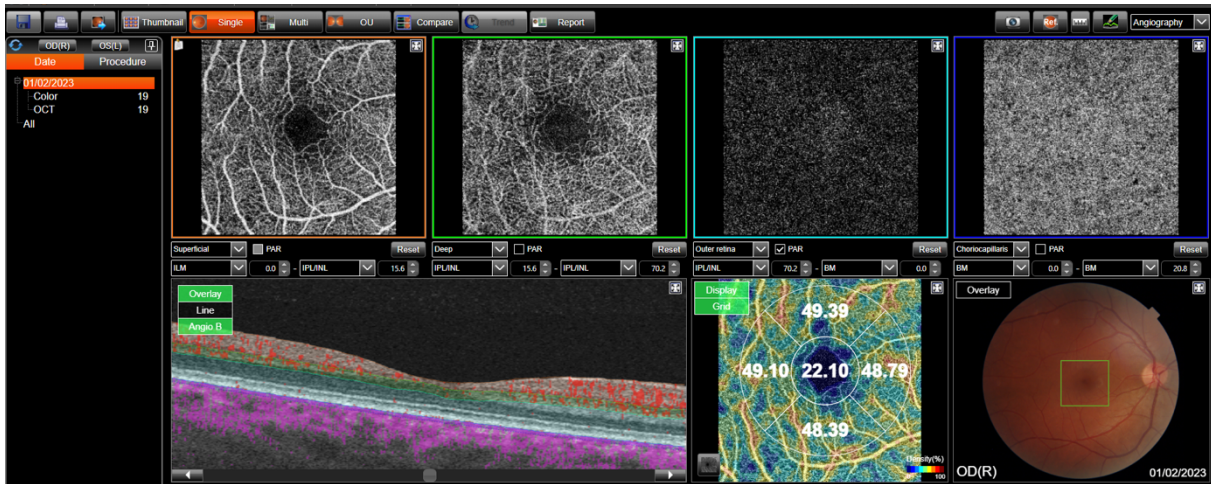 Thumbnail Single Multi OU Compare Trend Report Ref. Angiography
OD(R) OS(L)
Date Procedure
01/02/2023
Color 19
OCT 19
All
Superficial PAR Reset
ILM 0.0 - IPL/INL 15.6
Deep PAR Reset
IPL/INL 15.6 - IPL/INL 70.2
Outer retina PAR Reset
IPL/INL 70.2 - BM 0.0
Choriocapillaris PAR Reset
BM 0.0 - BM 20.8
Overlay
Line
Angio B
Display
Grid
49.39
49.10 22.10 48.79
48.39
Density(%)
100
Overlay
OD(R) 01/02/2023